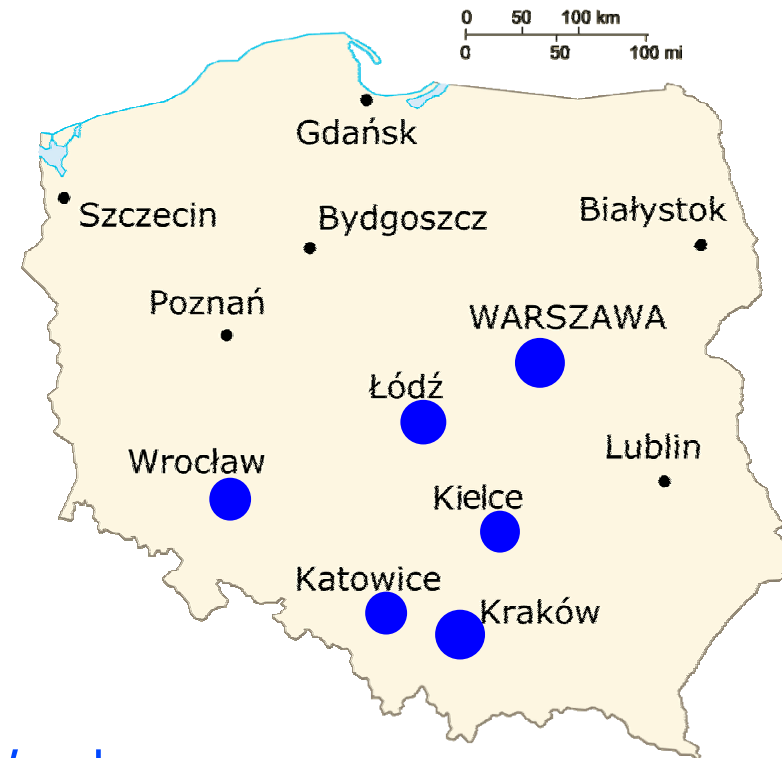 0 50 100 km
0 50 100 mi
Gdańsk
Szczecin
Bydgoszcz
Białystok
Poznań
WARSZAWA
Łódź
Lublin
Wrocław
Kielce
Katowice
Kraków